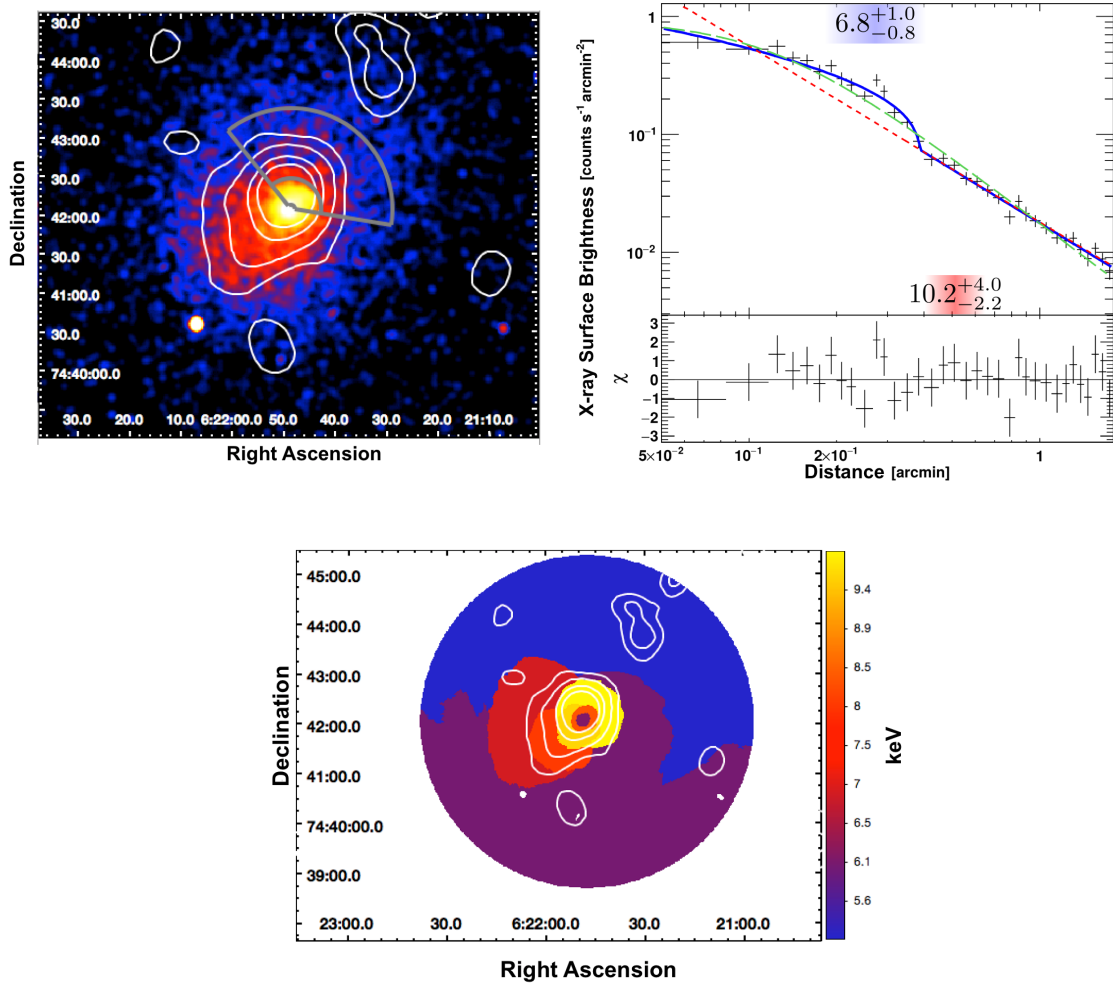 30.0
44:00.0
30.0
43:00.0
30.0
42:00.0
30.0
41:00.0
30.0
74:40:00.0
30.0 20.0 10.0 6:22:00.0 50.0 40.0 30.0 20.0 21:10.0
Declination
Right Ascension
X-ray Surface Brightness [counts s⁻¹ arcmin⁻²]
1
10⁻¹
10⁻²
6.8 +1.0 −0.8
10.2 +4.0 −2.2
χ
3
2
1
0
−1
−2
−3
5×10⁻² 10⁻¹ 2×10⁻¹ 1
Distance [arcmin]
45:00.0
44:00.0
43:00.0
42:00.0
41:00.0
74:40:00.0
39:00.0
23:00.0 30.0 6:22:00.0 30.0 21:00.0
Declination
Right Ascension
9.4
8.9
8.5
8
7.5
7
6.5
6.1
5.6
keV